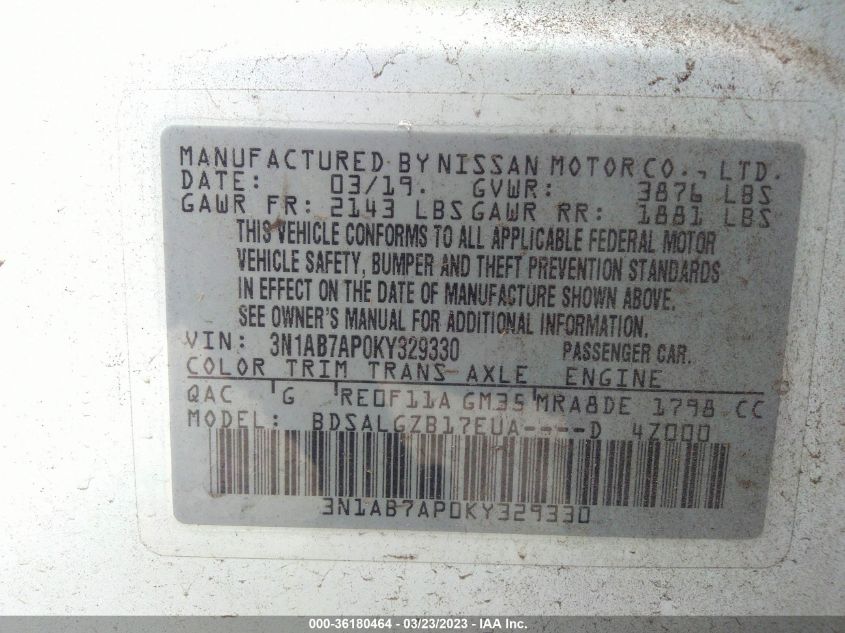 MANUFACTURED BY NISSAN MOTOR CO., LTD.
DATE: 03/19. GVWR: 3876 LBS
GAWR FR: 2143 LBS GAWR RR: 1881 LBS
THIS VEHICLE CONFORMS TO ALL APPLICABLE FEDERAL MOTOR
VEHICLE SAFETY, BUMPER AND THEFT PREVENTION STANDARDS
IN EFFECT ON THE DATE OF MANUFACTURE SHOWN ABOVE.
SEE OWNER'S MANUAL FOR ADDITIONAL INFORMATION.
VIN: 3N1AB7AP0KY329330 PASSENGER CAR.
COLOR TRIM TRANS AXLE ENGINE
QAC G RE0F11A GM35 MRA8DE 1798 CC
MODEL: BDSALGZB17EUA----D 4Z000
3N1AB7AP0KY329330
000-36180464 - 03/23/2023 - IAA Inc.